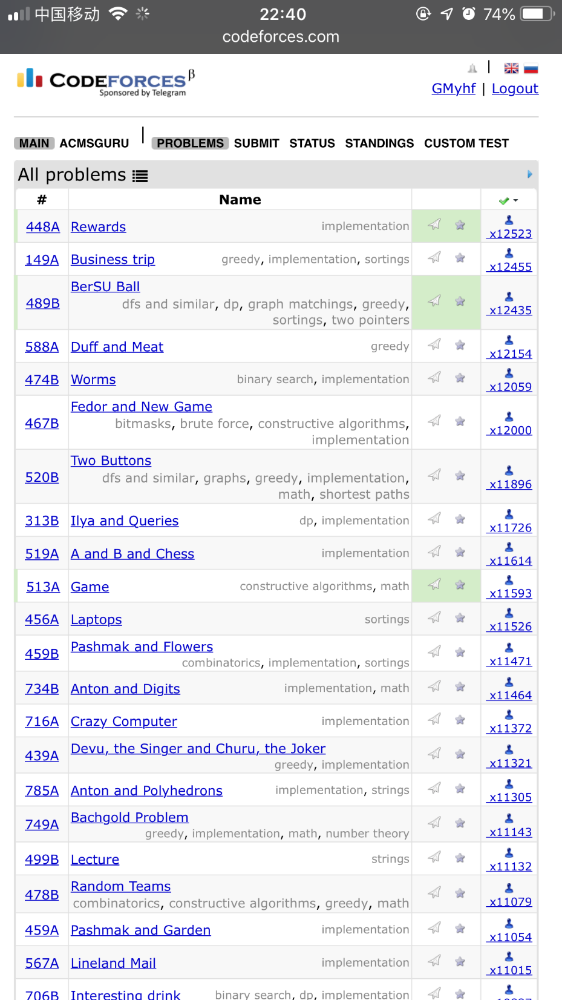 中国移动 22:40 74%
codeforces.com
CODEFORCES β
Sponsored by Telegram
GMyhf | Logout
MAIN ACMSGURU | PROBLEMS SUBMIT STATUS STANDINGS CUSTOM TEST
All problems
# Name
448A Rewards implementation x12523
149A Business trip greedy, implementation, sortings x12455
BerSU Ball
489B dfs and similar, dp, graph matchings, greedy, x12435
sortings, two pointers
588A Duff and Meat greedy x12154
474B Worms binary search, implementation x12059
Fedor and New Game
467B bitmasks, brute force, constructive algorithms, x12000
implementation
Two Buttons
520B dfs and similar, graphs, greedy, implementation, x11896
math, shortest paths
313B Ilya and Queries dp, implementation x11726
519A A and B and Chess implementation x11614
513A Game constructive algorithms, math x11593
456A Laptops sortings x11526
Pashmak and Flowers
459B combinatorics, implementation, sortings x11471
734B Anton and Digits implementation, math x11464
716A Crazy Computer implementation x11372
Devu, the Singer and Churu, the Joker
439A greedy, implementation x11321
785A Anton and Polyhedrons implementation, strings x11305
Bachgold Problem
749A greedy, implementation, math, number theory x11143
499B Lecture strings x11132
Random Teams
478B combinatorics, constructive algorithms, greedy, math x11079
459A Pashmak and Garden implementation x11054
567A Lineland Mail implementation x11015
706B Interesting drink binary search, dp, implementation